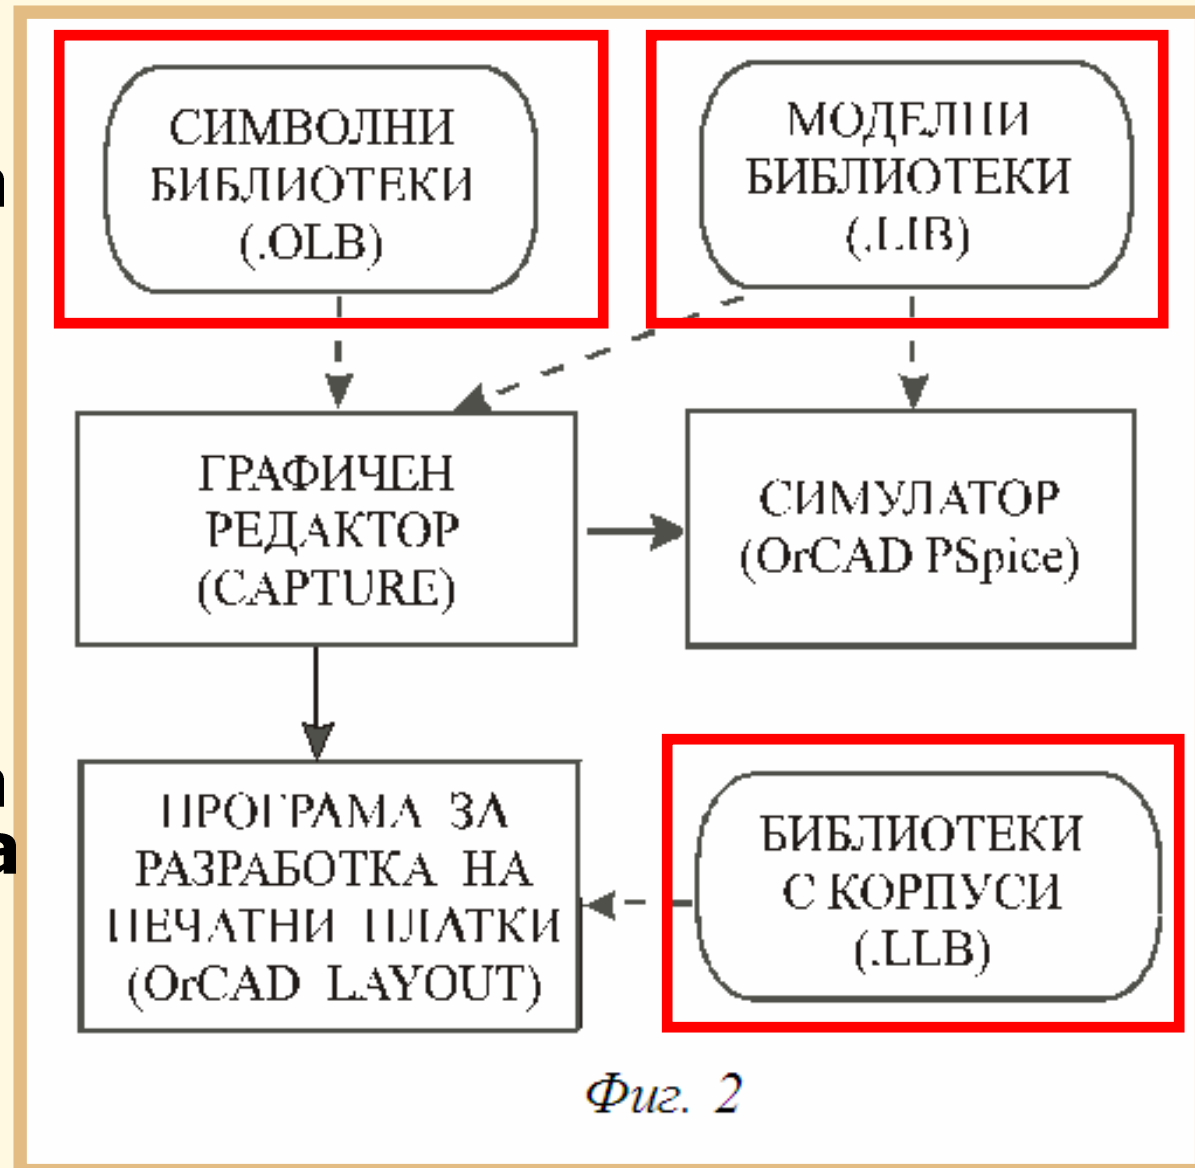 СИМВОЛНИ
БИБЛИОТЕКИ
(.OLB)
МОДЕЛНИ
БИБЛИОТЕКИ
(.LIB)
ГРАФИЧЕН
РЕДАКТОР
(CAPTURE)
СИМУЛАТОР
(OrCAD PSpice)
ПРОГРАМА ЗА
РАЗРАБОТКА НА
ПЕЧАТНИ ПЛАТКИ
(OrCAD LAYOUT)
БИБЛИОТЕКИ
С КОРПУСИ
(.LLB)
Фиг. 2